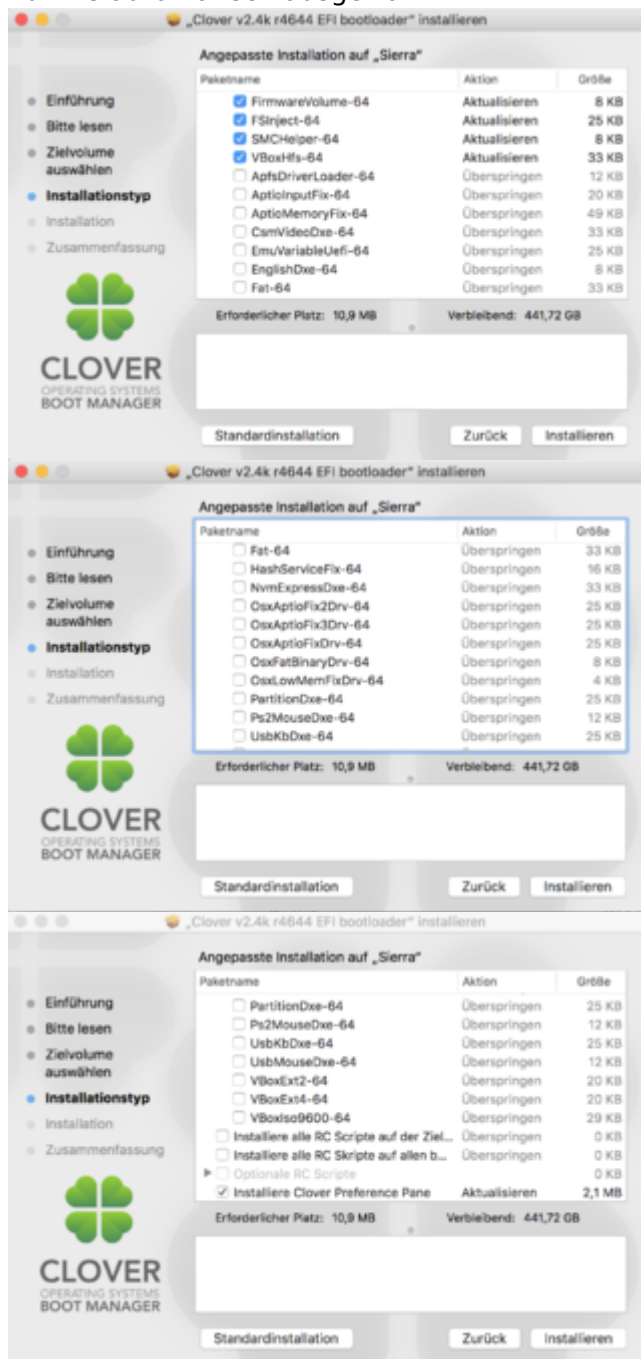 „Clover v2.4k r4644 EFI bootloader" installieren
Angepasste Installation auf „Sierra"
Paketname Aktion Größe
FirmwareVolume-64 Aktualisieren 8 KB
FSInject-64 Aktualisieren 25 KB
SMCHelper-64 Aktualisieren 8 KB
VBoxHfs-64 Aktualisieren 33 KB
ApfsDriverLoader-64 Überspringen 12 KB
AptioInputFix-64 Überspringen 20 KB
AptioMemoryFix-64 Überspringen 49 KB
CsmVideoDxe-64 Überspringen 33 KB
EmuVariableUefi-64 Überspringen 25 KB
EnglishDxe-64 Überspringen 8 KB
Fat-64 Überspringen 33 KB
Einführung
Bitte lesen
Zielvolume
auswählen
Installationstyp
Installation
Zusammenfassung
Erforderlicher Platz: 10,9 MB Verbleibend: 441,72 GB
CLOVER
OPERATING SYSTEMS
BOOT MANAGER
Standardinstallation Zurück Installieren
„Clover v2.4k r4644 EFI bootloader" installieren
Angepasste Installation auf „Sierra"
Paketname Aktion Größe
Fat-64 Überspringen 33 KB
HashServiceFix-64 Überspringen 16 KB
NvmExpressDxe-64 Überspringen 33 KB
OsxAptioFix2Drv-64 Überspringen 25 KB
OsxAptioFix3Drv-64 Überspringen 25 KB
OsxAptioFixDrv-64 Überspringen 25 KB
OsxFatBinaryDrv-64 Überspringen 8 KB
OsxLowMemFixDrv-64 Überspringen 4 KB
PartitionDxe-64 Überspringen 25 KB
Ps2MouseDxe-64 Überspringen 12 KB
UsbKbDxe-64 Überspringen 25 KB
Einführung
Bitte lesen
Zielvolume
auswählen
Installationstyp
Installation
Zusammenfassung
Erforderlicher Platz: 10,9 MB Verbleibend: 441,72 GB
CLOVER
OPERATING SYSTEMS
BOOT MANAGER
Standardinstallation Zurück Installieren
„Clover v2.4k r4644 EFI bootloader" installieren
Angepasste Installation auf „Sierra"
Paketname Aktion Größe
PartitionDxe-64 Überspringen 25 KB
Ps2MouseDxe-64 Überspringen 12 KB
UsbKbDxe-64 Überspringen 25 KB
UsbMouseDxe-64 Überspringen 12 KB
VBoxExt2-64 Überspringen 20 KB
VBoxExt4-64 Überspringen 20 KB
VBoxIso9600-64 Überspringen 29 KB
Installiere alle RC Scripte auf der Ziel... Überspringen 0 KB
Installiere alle RC Skripte auf allen b... Überspringen 0 KB
Optionale RC Scripte 0 KB
Installiere Clover Preference Pane Aktualisieren 2,1 MB
Einführung
Bitte lesen
Zielvolume
auswählen
Installationstyp
Installation
Zusammenfassung
Erforderlicher Platz: 10,9 MB Verbleibend: 441,72 GB
CLOVER
OPERATING SYSTEMS
BOOT MANAGER
Standardinstallation Zurück Installieren